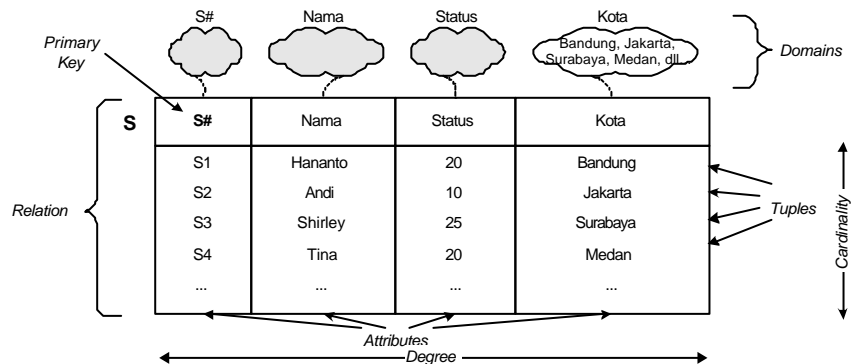 S# Nama Status Kota
Primary
Key
Bandung, Jakarta,
Surabaya, Medan, dll
Domains
S S# Nama Status Kota
S1 Hananto 20 Bandung
S2 Andi 10 Jakarta
Relation
Tuples
S3 Shirley 25 Surabaya
S4 Tina 20 Medan
... ... ... ...
Cardinality
Attributes
Degree